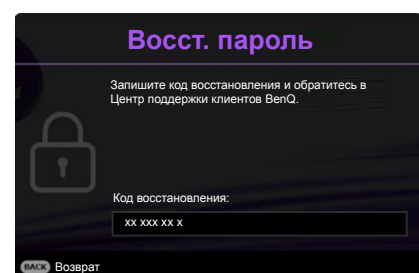 Восст. пароль
Запишите код восстановления и обратитесь в
Центр поддержки клиентов BenQ.
Код восстановления:
xx xxx xx x
BACK Возврат